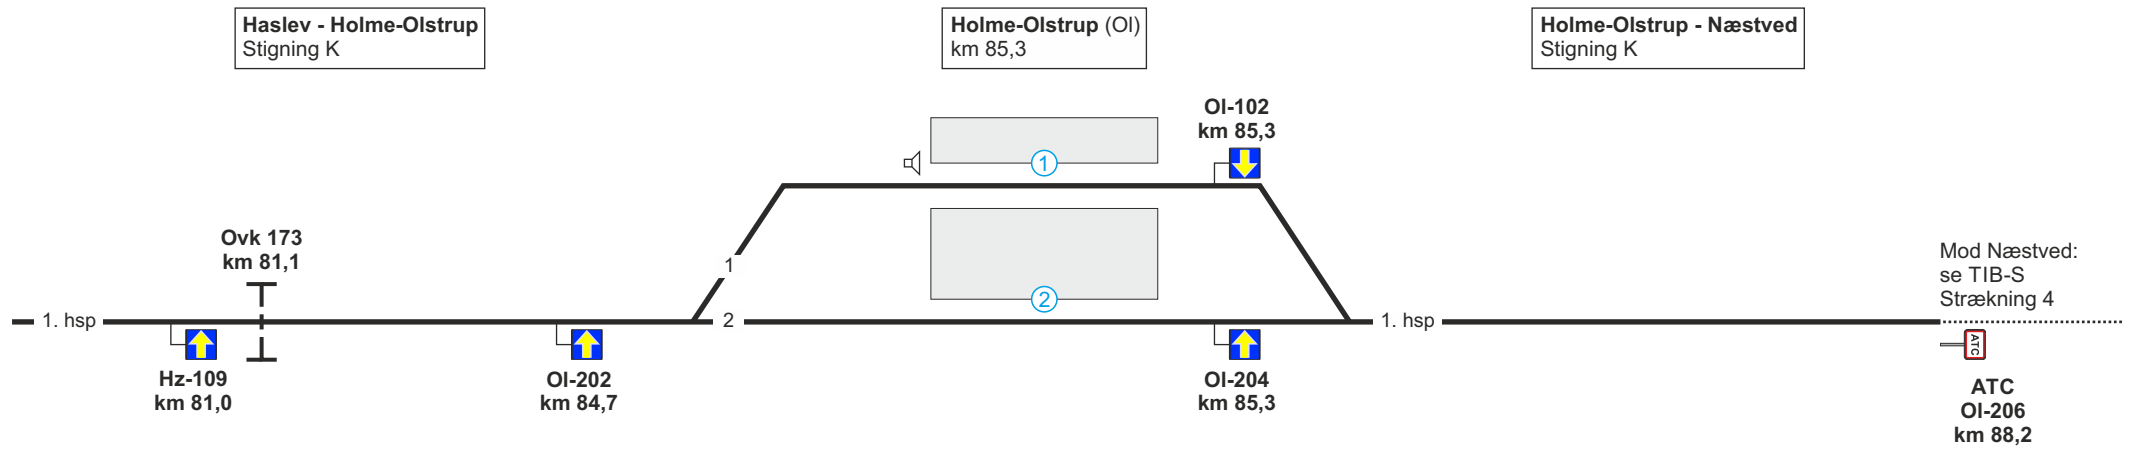 Haslev - Holme-Olstrup
Stigning K
Holme-Olstrup (Ol)
km 85,3
Holme-Olstrup - Næstved
Stigning K
Ol-102
km 85,3
1
Ovk 173
km 81,1
1
2
Mod Næstved:
se TIB-S
Strækning 4
1. hsp
2
1. hsp
ATC
Hz-109
km 81,0
Ol-202
km 84,7
Ol-204
km 85,3
ATC
Ol-206
km 88,2